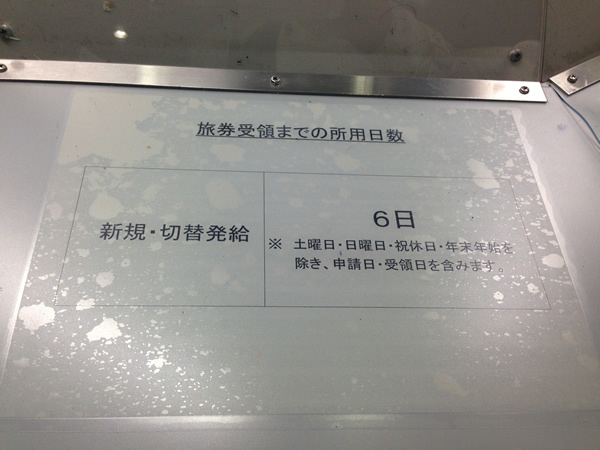 旅券受領までの所用日数
新規・切替発給
6日
※ 土曜日・日曜日・祝休日・年末年始を
除き、申請日・受領日を含みます。